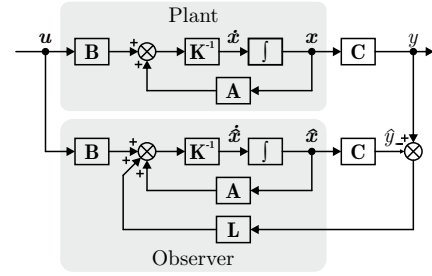 Plant
u B + + K⁻¹ ẋ ∫ x C y
A
B + + + K⁻¹ x̂̇ ∫ x̂ C ŷ − +
A
L
Observer